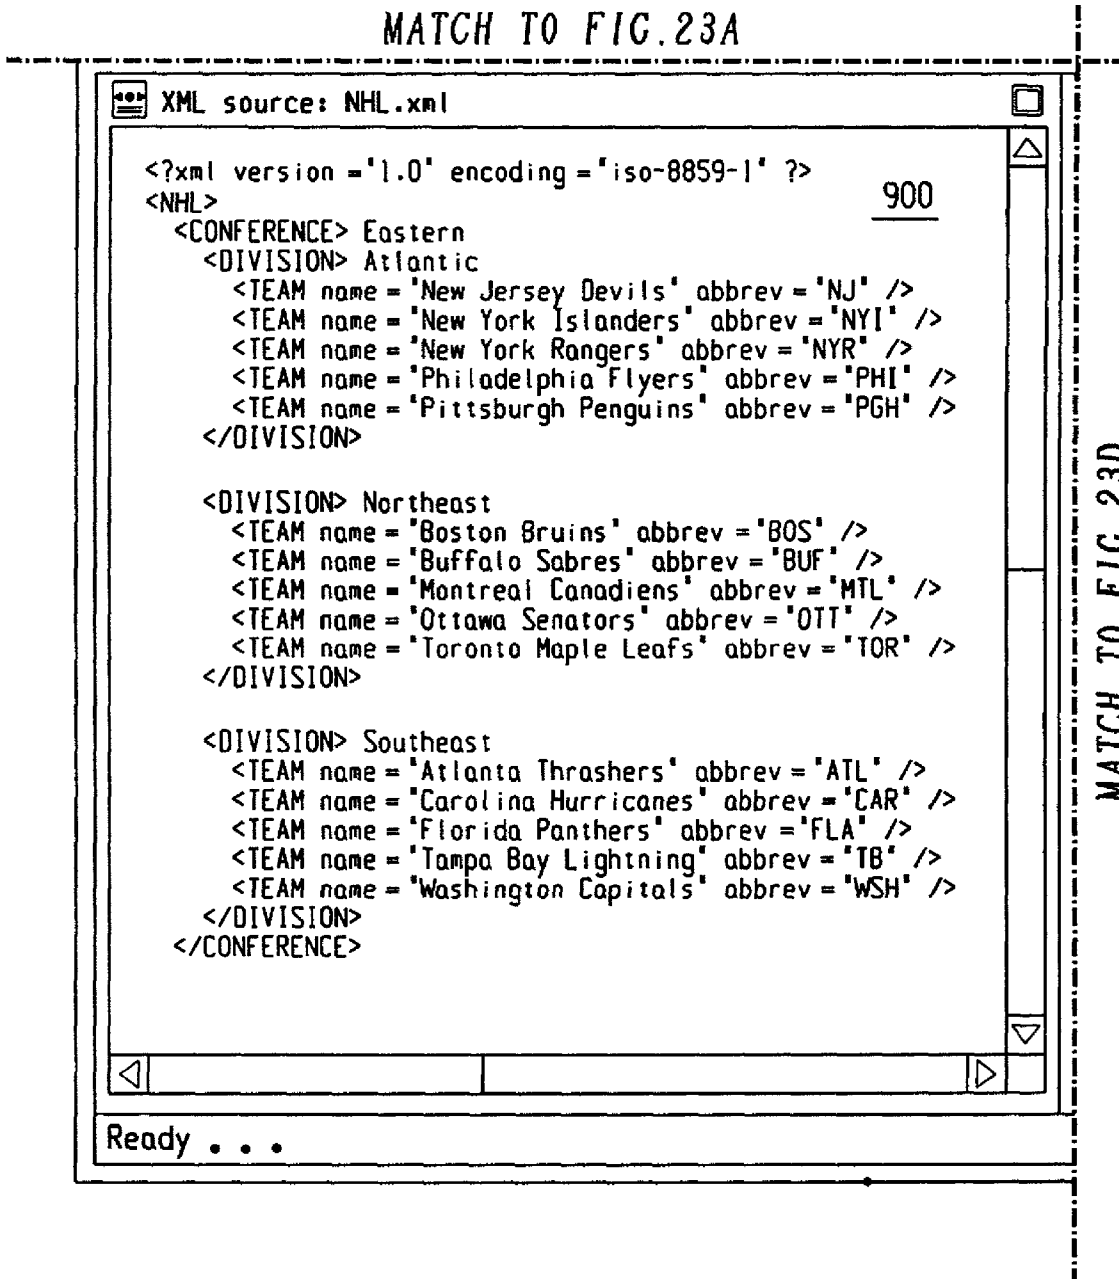 MATCH TO FIG.23A
XML source: NHL.xml
<?xml version ="1.0" encoding ="iso-8859-1" ?>
900
<NHL>
<CONFERENCE> Eastern
<DIVISION> Atlantic
<TEAM name = "New Jersey Devils" abbrev = "NJ" />
<TEAM name = "New York Islanders" abbrev = "NYI" />
<TEAM name = "New York Rangers" abbrev = "NYR" />
<TEAM name = "Philadelphia Flyers" abbrev = "PHI" />
<TEAM name = "Pittsburgh Penguins" abbrev = "PGH" />
</DIVISION>
<DIVISION> Northeast
<TEAM name = "Boston Bruins" abbrev = "BOS" />
<TEAM name = "Buffalo Sabres" abbrev = "BUF" />
<TEAM name = "Montreal Canadiens" abbrev = "MTL" />
<TEAM name = "Ottawa Senators" abbrev = "OTT" />
<TEAM name = "Toronto Maple Leafs" abbrev = "TOR" />
</DIVISION>
<DIVISION> Southeast
<TEAM name = "Atlanta Thrashers" abbrev = "ATL" />
<TEAM name = "Carolina Hurricanes" abbrev = "CAR" />
<TEAM name = "Florida Panthers" abbrev = "FLA" />
<TEAM name = "Tampa Bay Lightning" abbrev = "TB" />
<TEAM name = "Washington Capitals" abbrev = "WSH" />
</DIVISION>
</CONFERENCE>
Ready . . .
MATCH TO FIG.23D